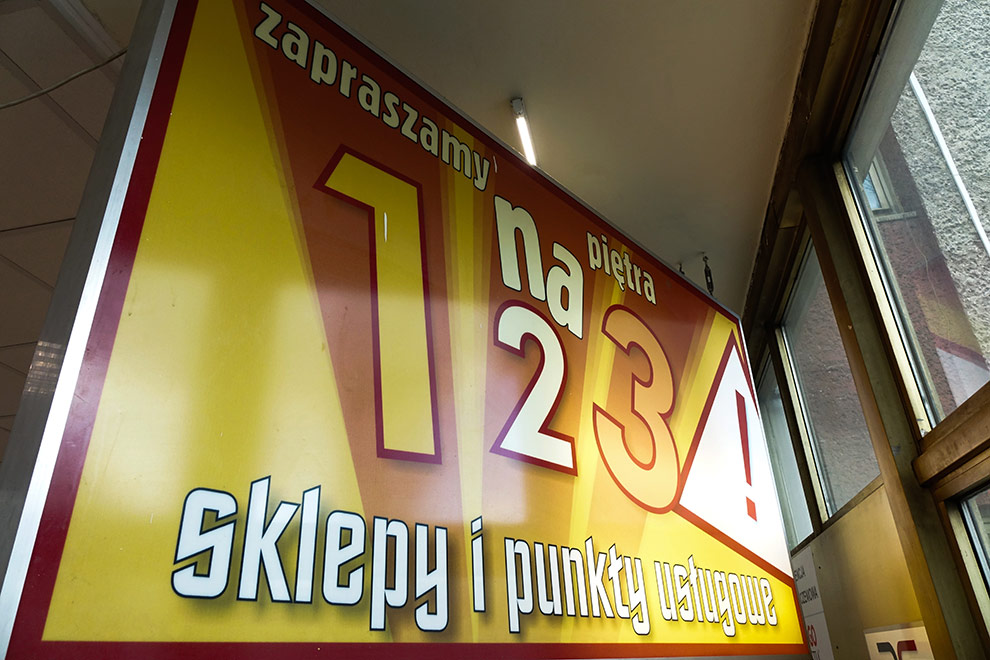 zapraszamy
na piętra
1 2 3 !
sklepy i punkty usługowe